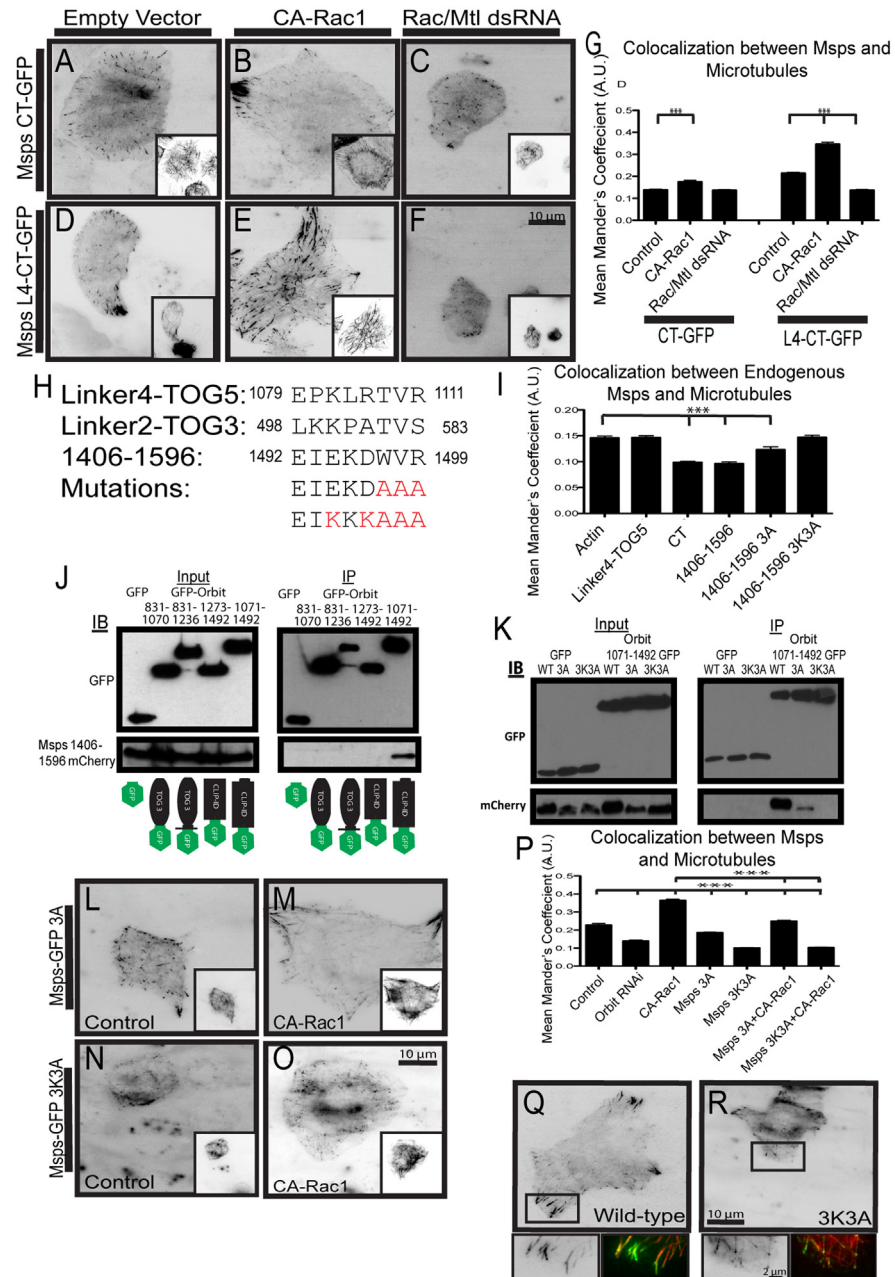 Empty Vector
CA-Rac1
Rac/Mtl dsRNA
Msps CT-GFP
A
B
C
Msps L4-CT-GFP
D
E
F
10 µm
G
Colocalization between Msps and
Microtubules
D
Mean Mander's Coeffecient (A.U.)
0.5
0.4
0.3
0.2
0.1
0.0
***
***
Control
CA-Rac1
Rac/Mtl dsRNA
Control
CA-Rac1
Rac/Mtl dsRNA
CT-GFP
L4-CT-GFP
H
Linker4-TOG5: 1079 EPKLRTVR 1111
Linker2-TOG3: 498 LKKPATVS 583
1406-1596: 1492 EIEKDWVR 1499
Mutations: EIEKDAAA
EIKKKAAA
I
Colocalization between Endogenous
Msps and Microtubules
Mean Mander's Coeffecient (A.U.)
0.20
0.15
0.10
0.05
0.00
***
Actin
Linker4-TOG5
CT
1406-1596
1406-1596 3A
1406-1596 3K3A
J
Input
IP
GFP GFP-Orbit
GFP GFP-Orbit
IB
831-1070
831-1236
1273-1492
1071-1492
831-1070
831-1236
1273-1492
1071-1492
GFP
Msps 1406-
1596 mCherry
GFP
TOG 3
GFP
TOG 3
GFP
CLIP-ID
GFP
CLIP-ID
GFP
GFP
TOG 3
GFP
TOG 3
GFP
CLIP-ID
GFP
CLIP-ID
GFP
K
Input
IP
Orbit
Orbit
GFP 1071-1492 GFP
GFP 1071-1492 GFP
IB
WT 3A 3K3A WT 3A 3K3A
WT 3A 3K3A WT 3A 3K3A
GFP
mCherry
Msps-GFP 3A
L
Control
M
CA-Rac1
Msps-GFP 3K3A
N
Control
O
10 µm
CA-Rac1
P
Colocalization between Msps
and Microtubules
Mean Mander's Coeffecient (A.U.)
0.5
0.4
0.3
0.2
0.1
0.0
***
***
Control
Orbit RNAi
CA-Rac1
Msps 3A
Msps 3K3A
Msps 3A+CA-Rac1
Msps 3K3A+CA-Rac1
Q
Wild-type
R
10 µm
3K3A
2 µm